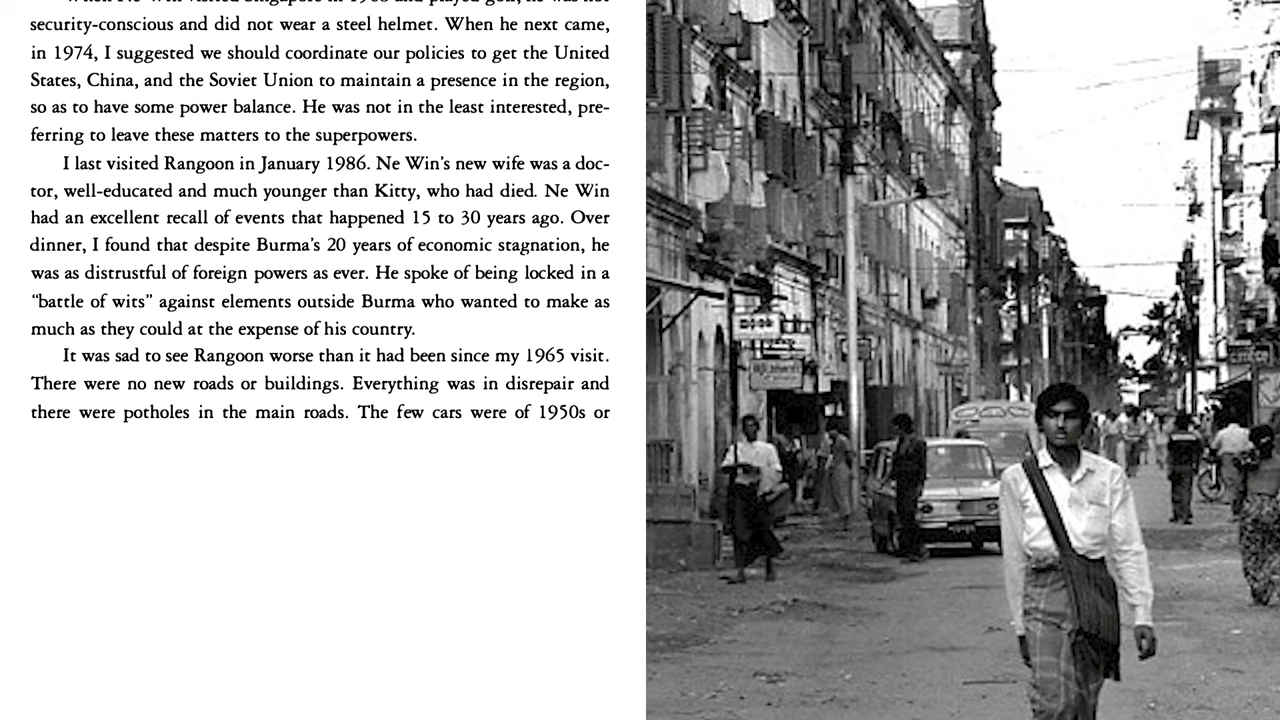 security-conscious and did not wear a steel helmet. When he next came,
in 1974, I suggested we should coordinate our policies to get the United
States, China, and the Soviet Union to maintain a presence in the region,
so as to have some power balance. He was not in the least interested, pre-
ferring to leave these matters to the superpowers.
I last visited Rangoon in January 1986. Ne Win's new wife was a doc-
tor, well-educated and much younger than Kitty, who had died. Ne Win
had an excellent recall of events that happened 15 to 30 years ago. Over
dinner, I found that despite Burma's 20 years of economic stagnation, he
was as distrustful of foreign powers as ever. He spoke of being locked in a
“battle of wits” against elements outside Burma who wanted to make as
much as they could at the expense of his country.
It was sad to see Rangoon worse than it had been since my 1965 visit.
There were no new roads or buildings. Everything was in disrepair and
there were potholes in the main roads. The few cars were of 1950s or